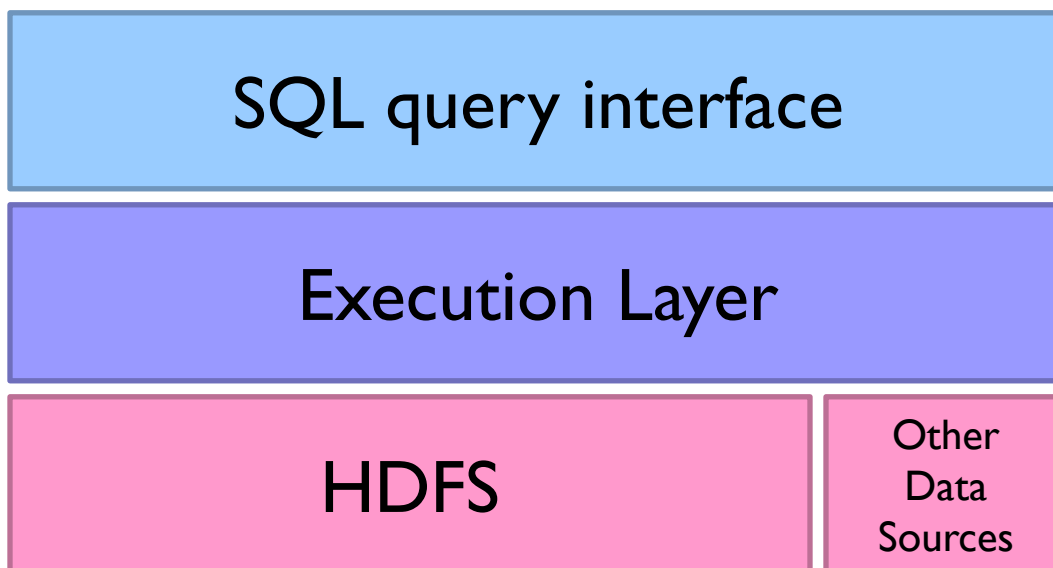 SQL query interface
Execution Layer
HDFS
Other
Data
Sources